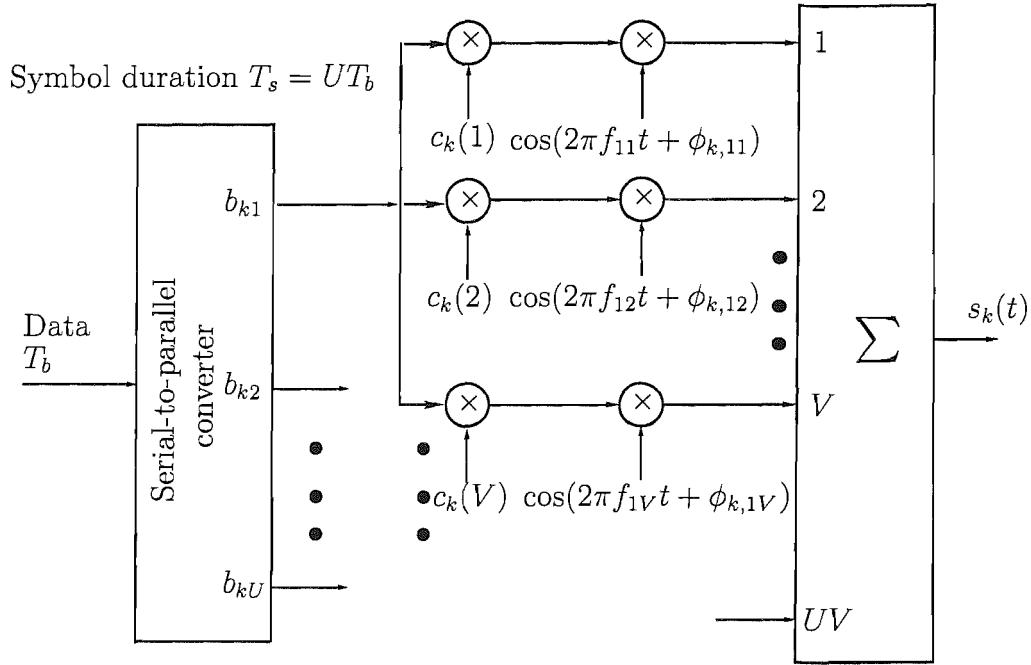 1
Symbol duration $T_s = UT_b$
$c_k(1)$ $\cos(2\pi f_{11}t + \phi_{k,11})$
$b_{k1}$
2
$c_k(2)$ $\cos(2\pi f_{12}t + \phi_{k,12})$
Data
$T_b$
Serial-to-parallel
converter
$\sum$
$s_k(t)$
$b_{k2}$
$V$
$c_k(V)$ $\cos(2\pi f_{1V}t + \phi_{k,1V})$
$b_{kU}$
$UV$